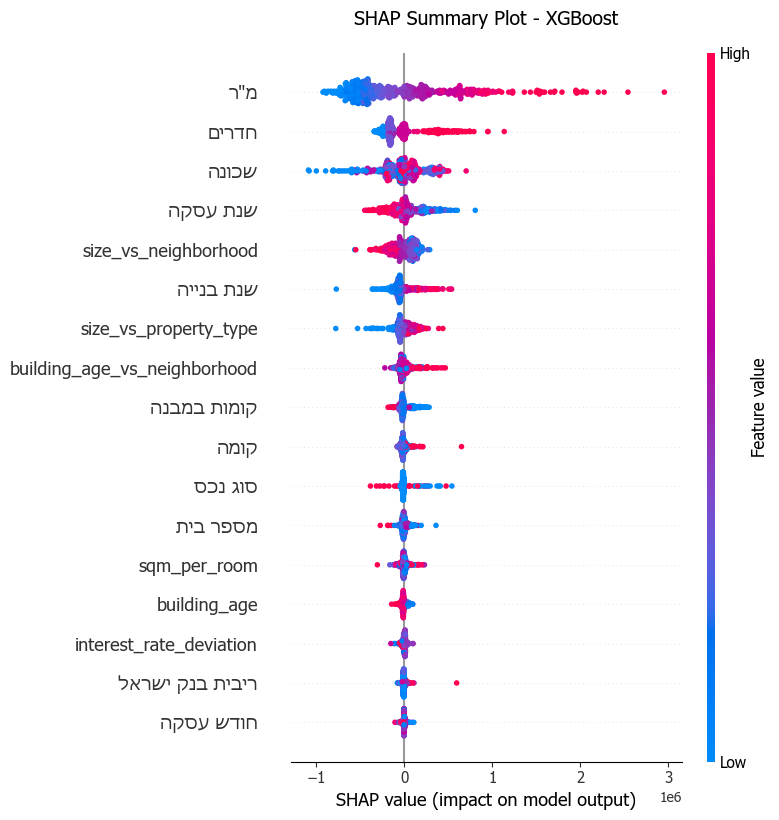 SHAP Summary Plot - XGBoost
High
מ"ר
חדרים
שכונה
שנת עסקה
size_vs_neighborhood
שנת בנייה
size_vs_property_type
building_age_vs_neighborhood
קומות במבנה
קומה
סוג נכס
מספר בית
sqm_per_room
building_age
interest_rate_deviation
ריבית בנק ישראל
חודש עסקה
Feature value
Low
−1 0 1 2 3
1e6
SHAP value (impact on model output)